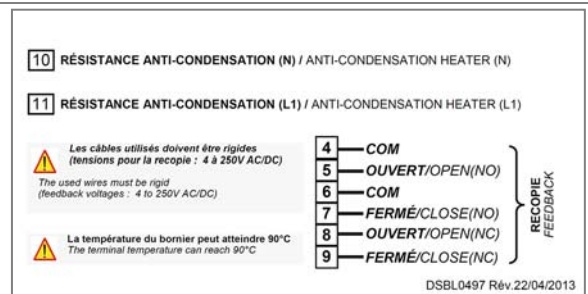 10 RÉSISTANCE ANTI-CONDENSATION (N) / ANTI-CONDENSATION HEATER (N)
11 RÉSISTANCE ANTI-CONDENSATION (L1) / ANTI-CONDENSATION HEATER (L1)
Les câbles utilisés doivent être rigides
(tensions pour la recopie : 4 à 250V AC/DC)
The used wires must be rigid
(feedback voltages : 4 to 250V AC/DC)
La température du bornier peut atteindre 90°C
The terminal temperature can reach 90°C
4 COM
5 OUVERT/OPEN(NO)
6 COM
7 FERMÉ/CLOSE(NO)
8 OUVERT/OPEN(NC)
9 FERMÉ/CLOSE(NC)
RECOPIE
FEEDBACK
DSBL0497 Rév.22/04/2013